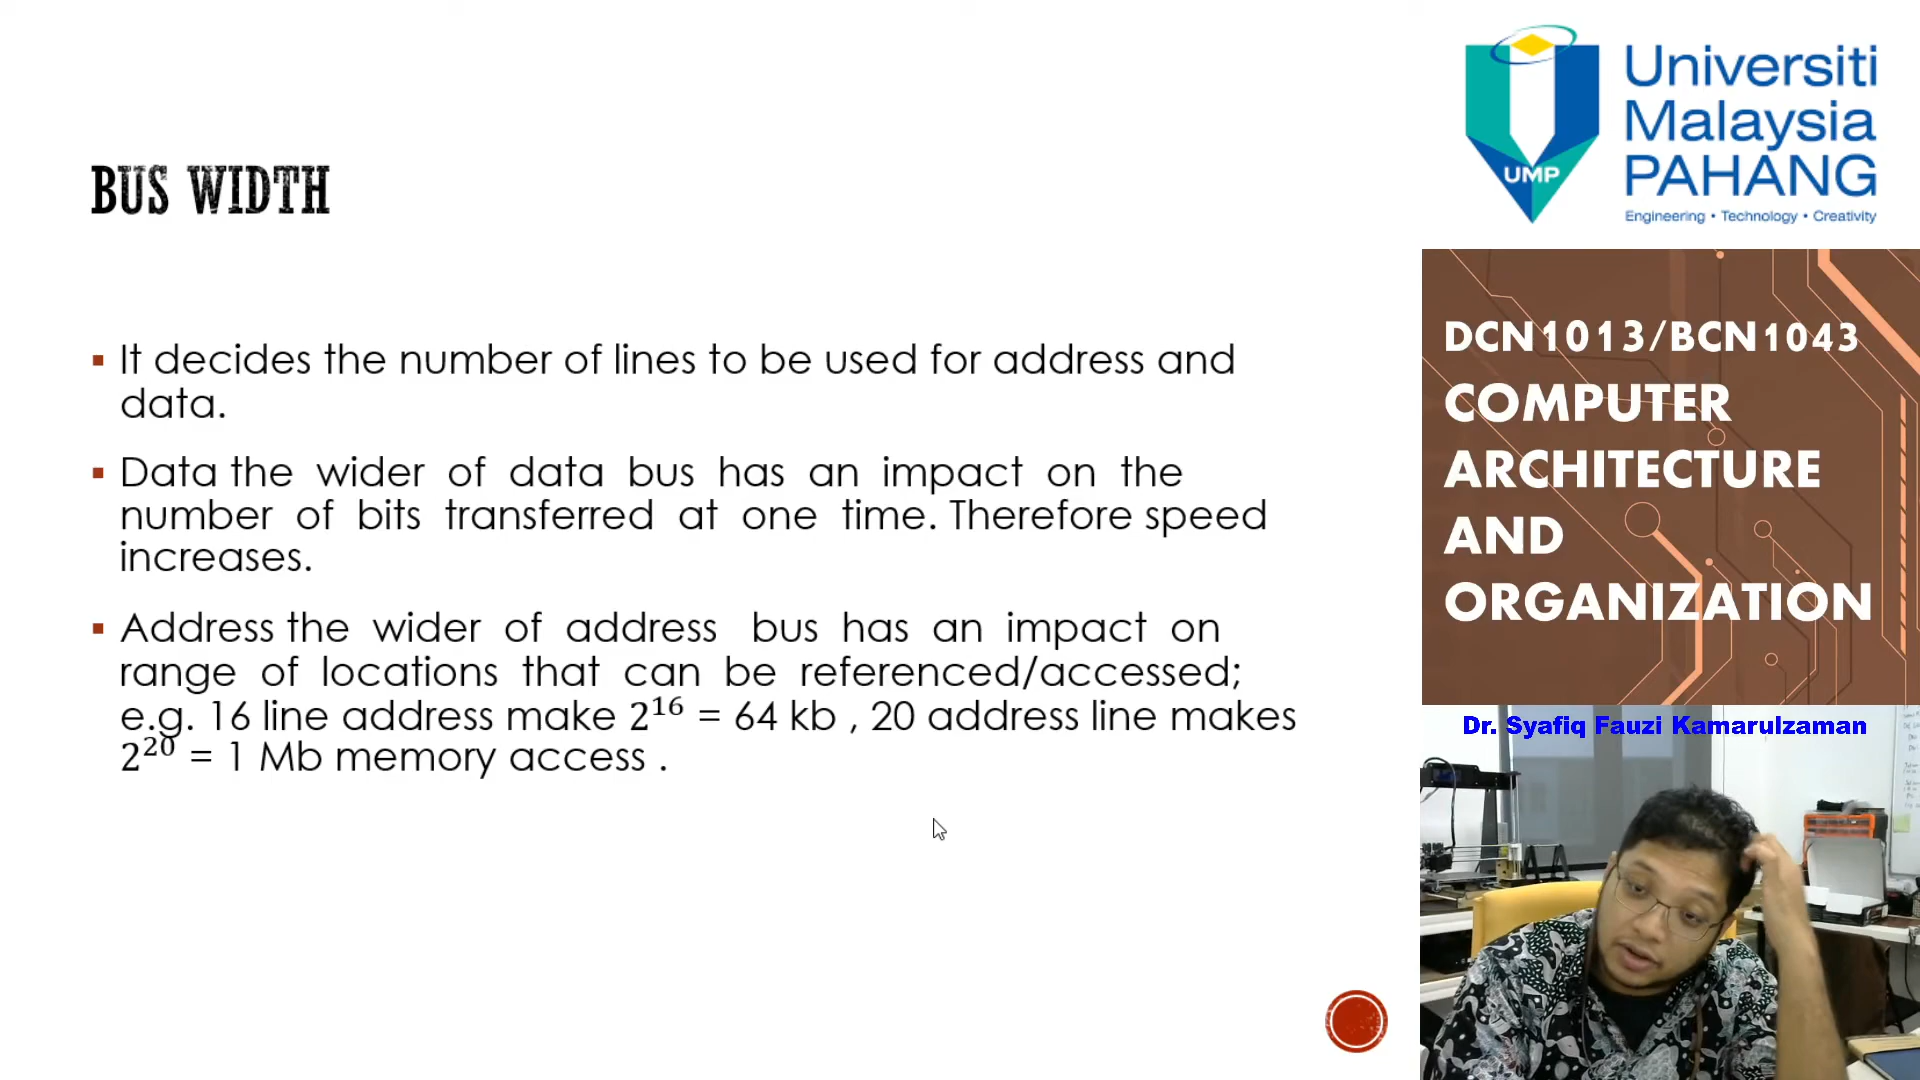 BUS WIDTH
▪ It decides the number of lines to be used for address and
data.
▪ Data the wider of data bus has an impact on the
number of bits transferred at one time. Therefore speed
increases.
▪ Address the wider of address bus has an impact on
range of locations that can be referenced/accessed;
e.g. 16 line address make 2¹⁶ = 64 kb , 20 address line makes
2²⁰ = 1 Mb memory access .
UMP
Universiti
Malaysia
PAHANG
Engineering • Technology • Creativity
DCN1013/BCN1043
COMPUTER
ARCHITECTURE
AND
ORGANIZATION
Dr. Syafiq Fauzi Kamarulzaman